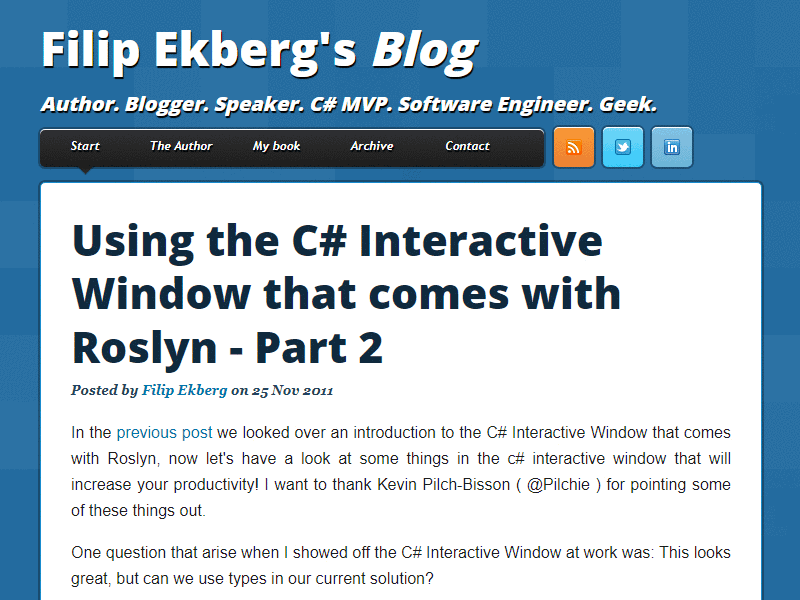 Filip Ekberg's Blog
Author. Blogger. Speaker. C# MVP. Software Engineer. Geek.
Start The Author My book Archive Contact
in
Using the C# Interactive
Window that comes with
Roslyn - Part 2
Posted by Filip Ekberg on 25 Nov 2011
In the previous post we looked over an introduction to the C# Interactive Window that comes
with Roslyn, now let's have a look at some things in the c# interactive window that will
increase your productivity! I want to thank Kevin Pilch-Bisson ( @Pilchie ) for pointing some
of these things out.
One question that arise when I showed off the C# Interactive Window at work was: This looks
great, but can we use types in our current solution?